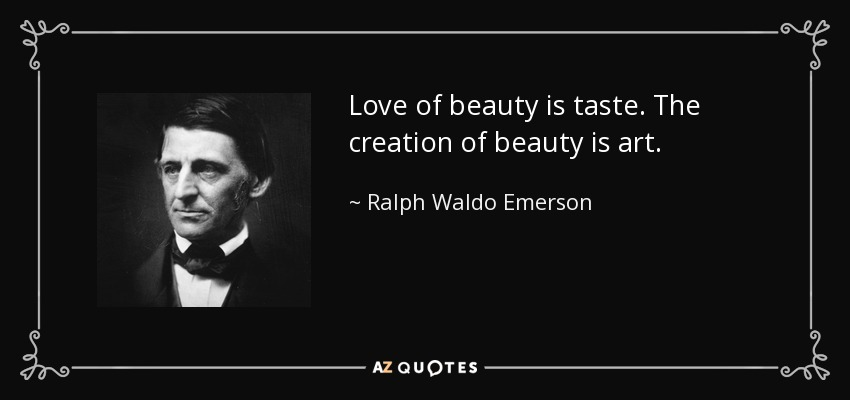 Love of beauty is taste. The
creation of beauty is art.
~ Ralph Waldo Emerson
AZ QUOTES